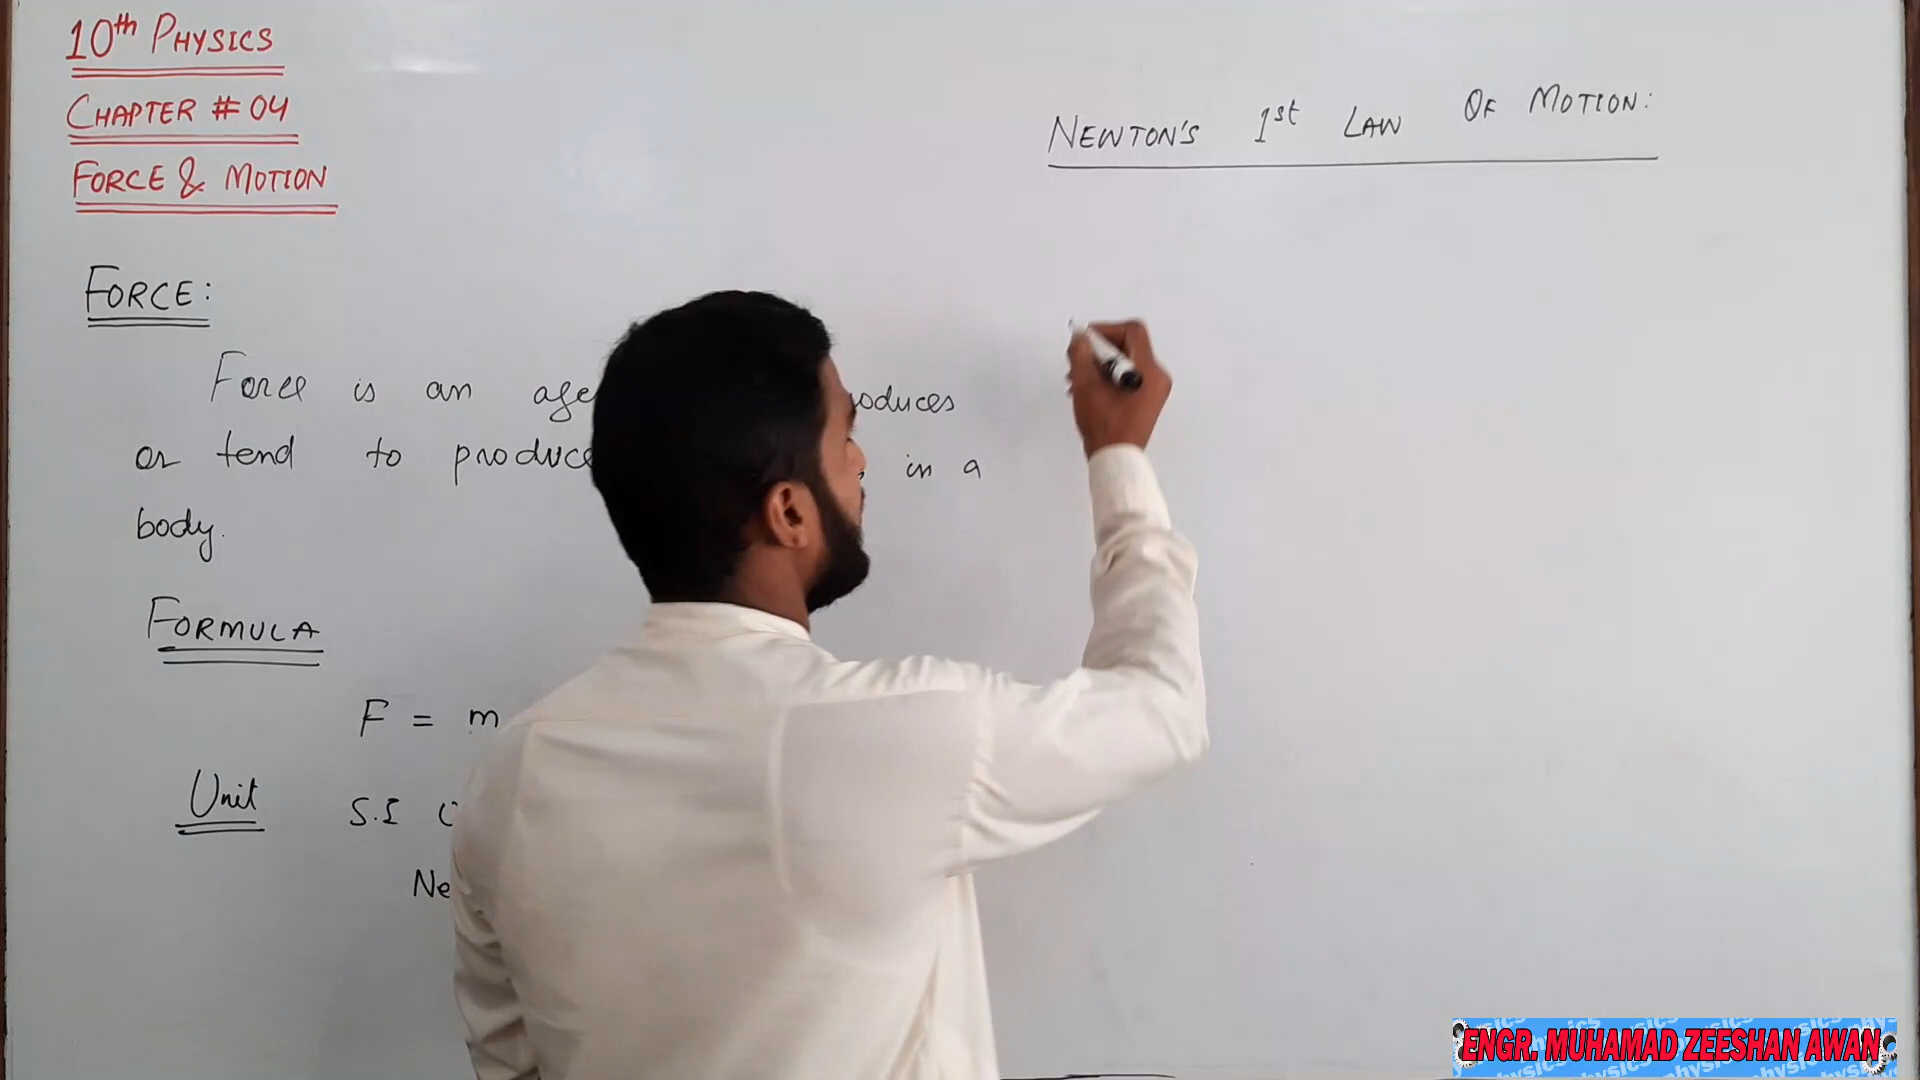 10th PHYSICS
CHAPTER # 04
FORCE & MOTION
FORCE:
Force is an
or tend to produce in a
body.
FORMULA
F = m
Unit S.I
NEWTON'S 1st LAW OF MOTION:
ENGR. MUHAMAD ZEESHAN AWAN